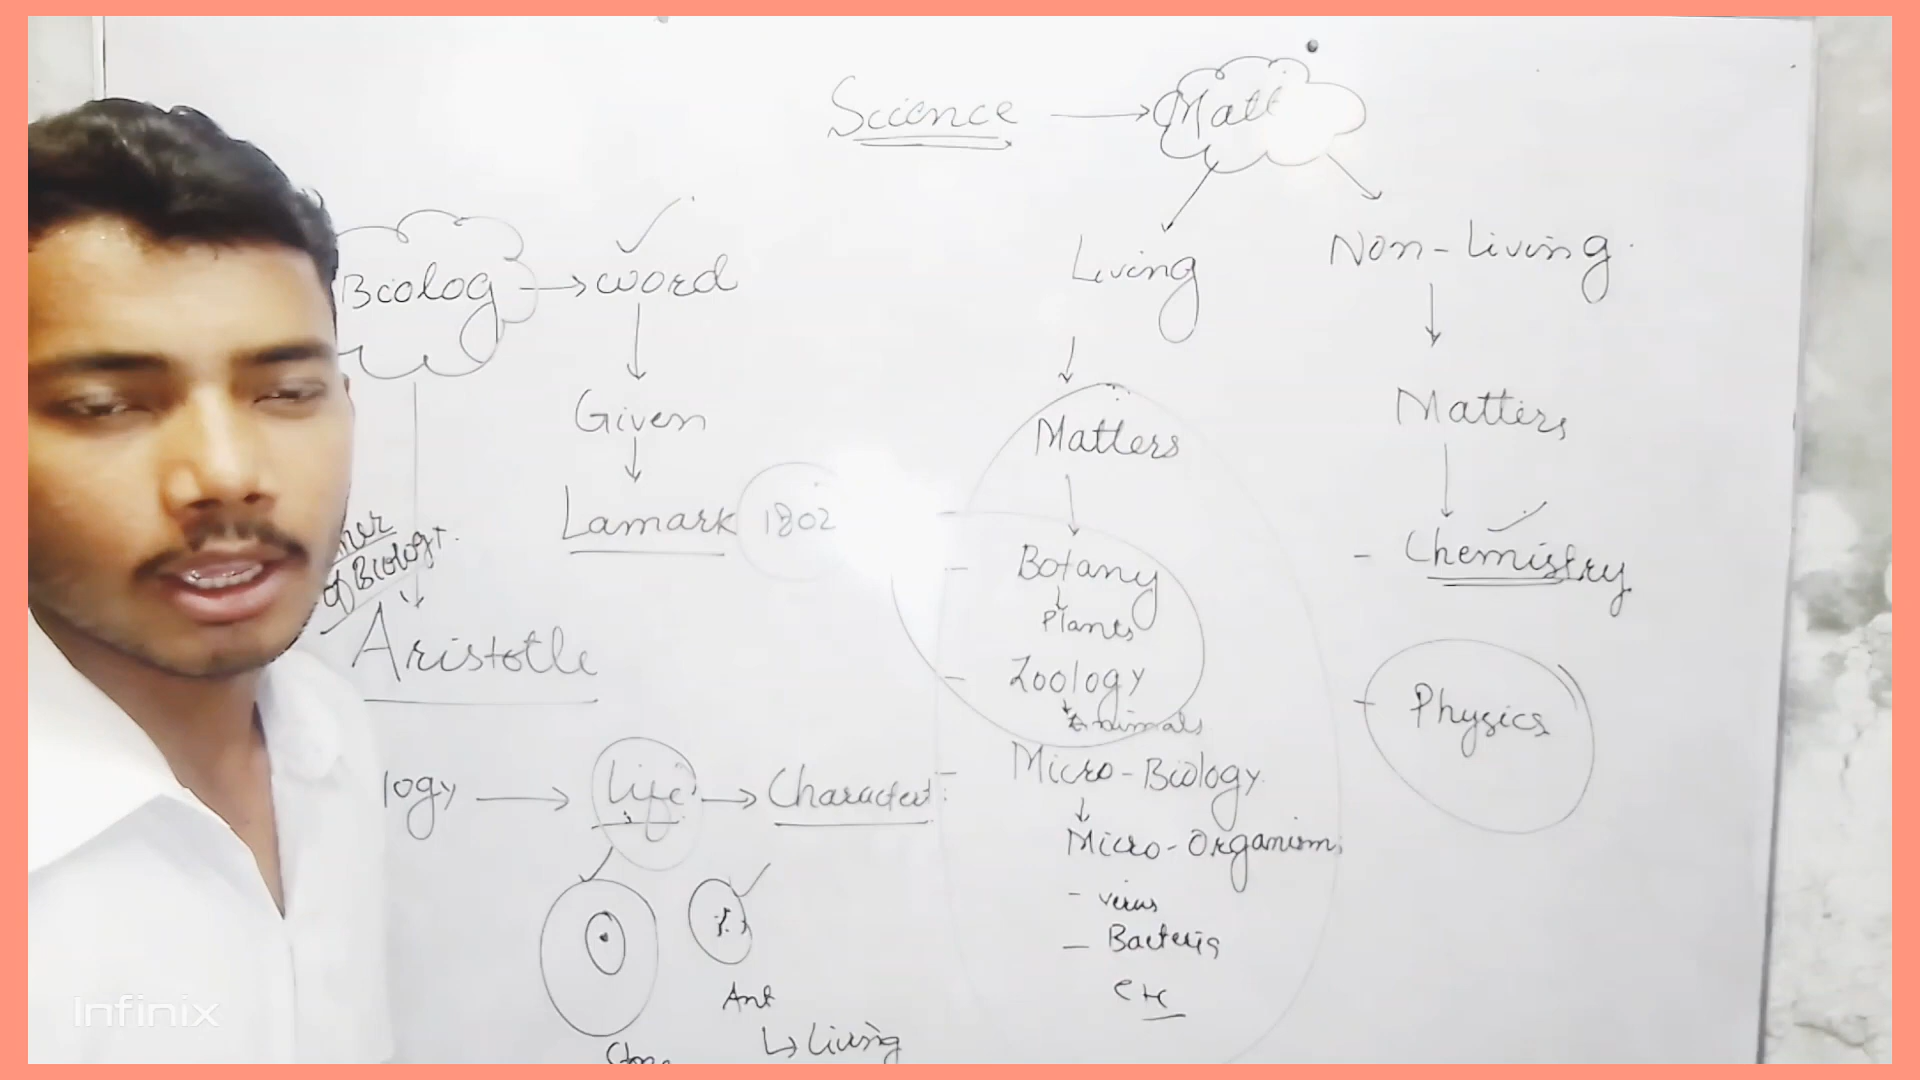 Science → Matt
Living
Non-Living
Biolog → word
Given
Lamark 1802
Matters
Matters
Botany
Plants
Zoology
Animals
Micro-Biology
Micro-Organism
- virus
- Bacteria
etc
- Chemistry
- Physics
of Biology.
Aristotle
logy → Life → Charactert
Ant
↳ Living
Infinix